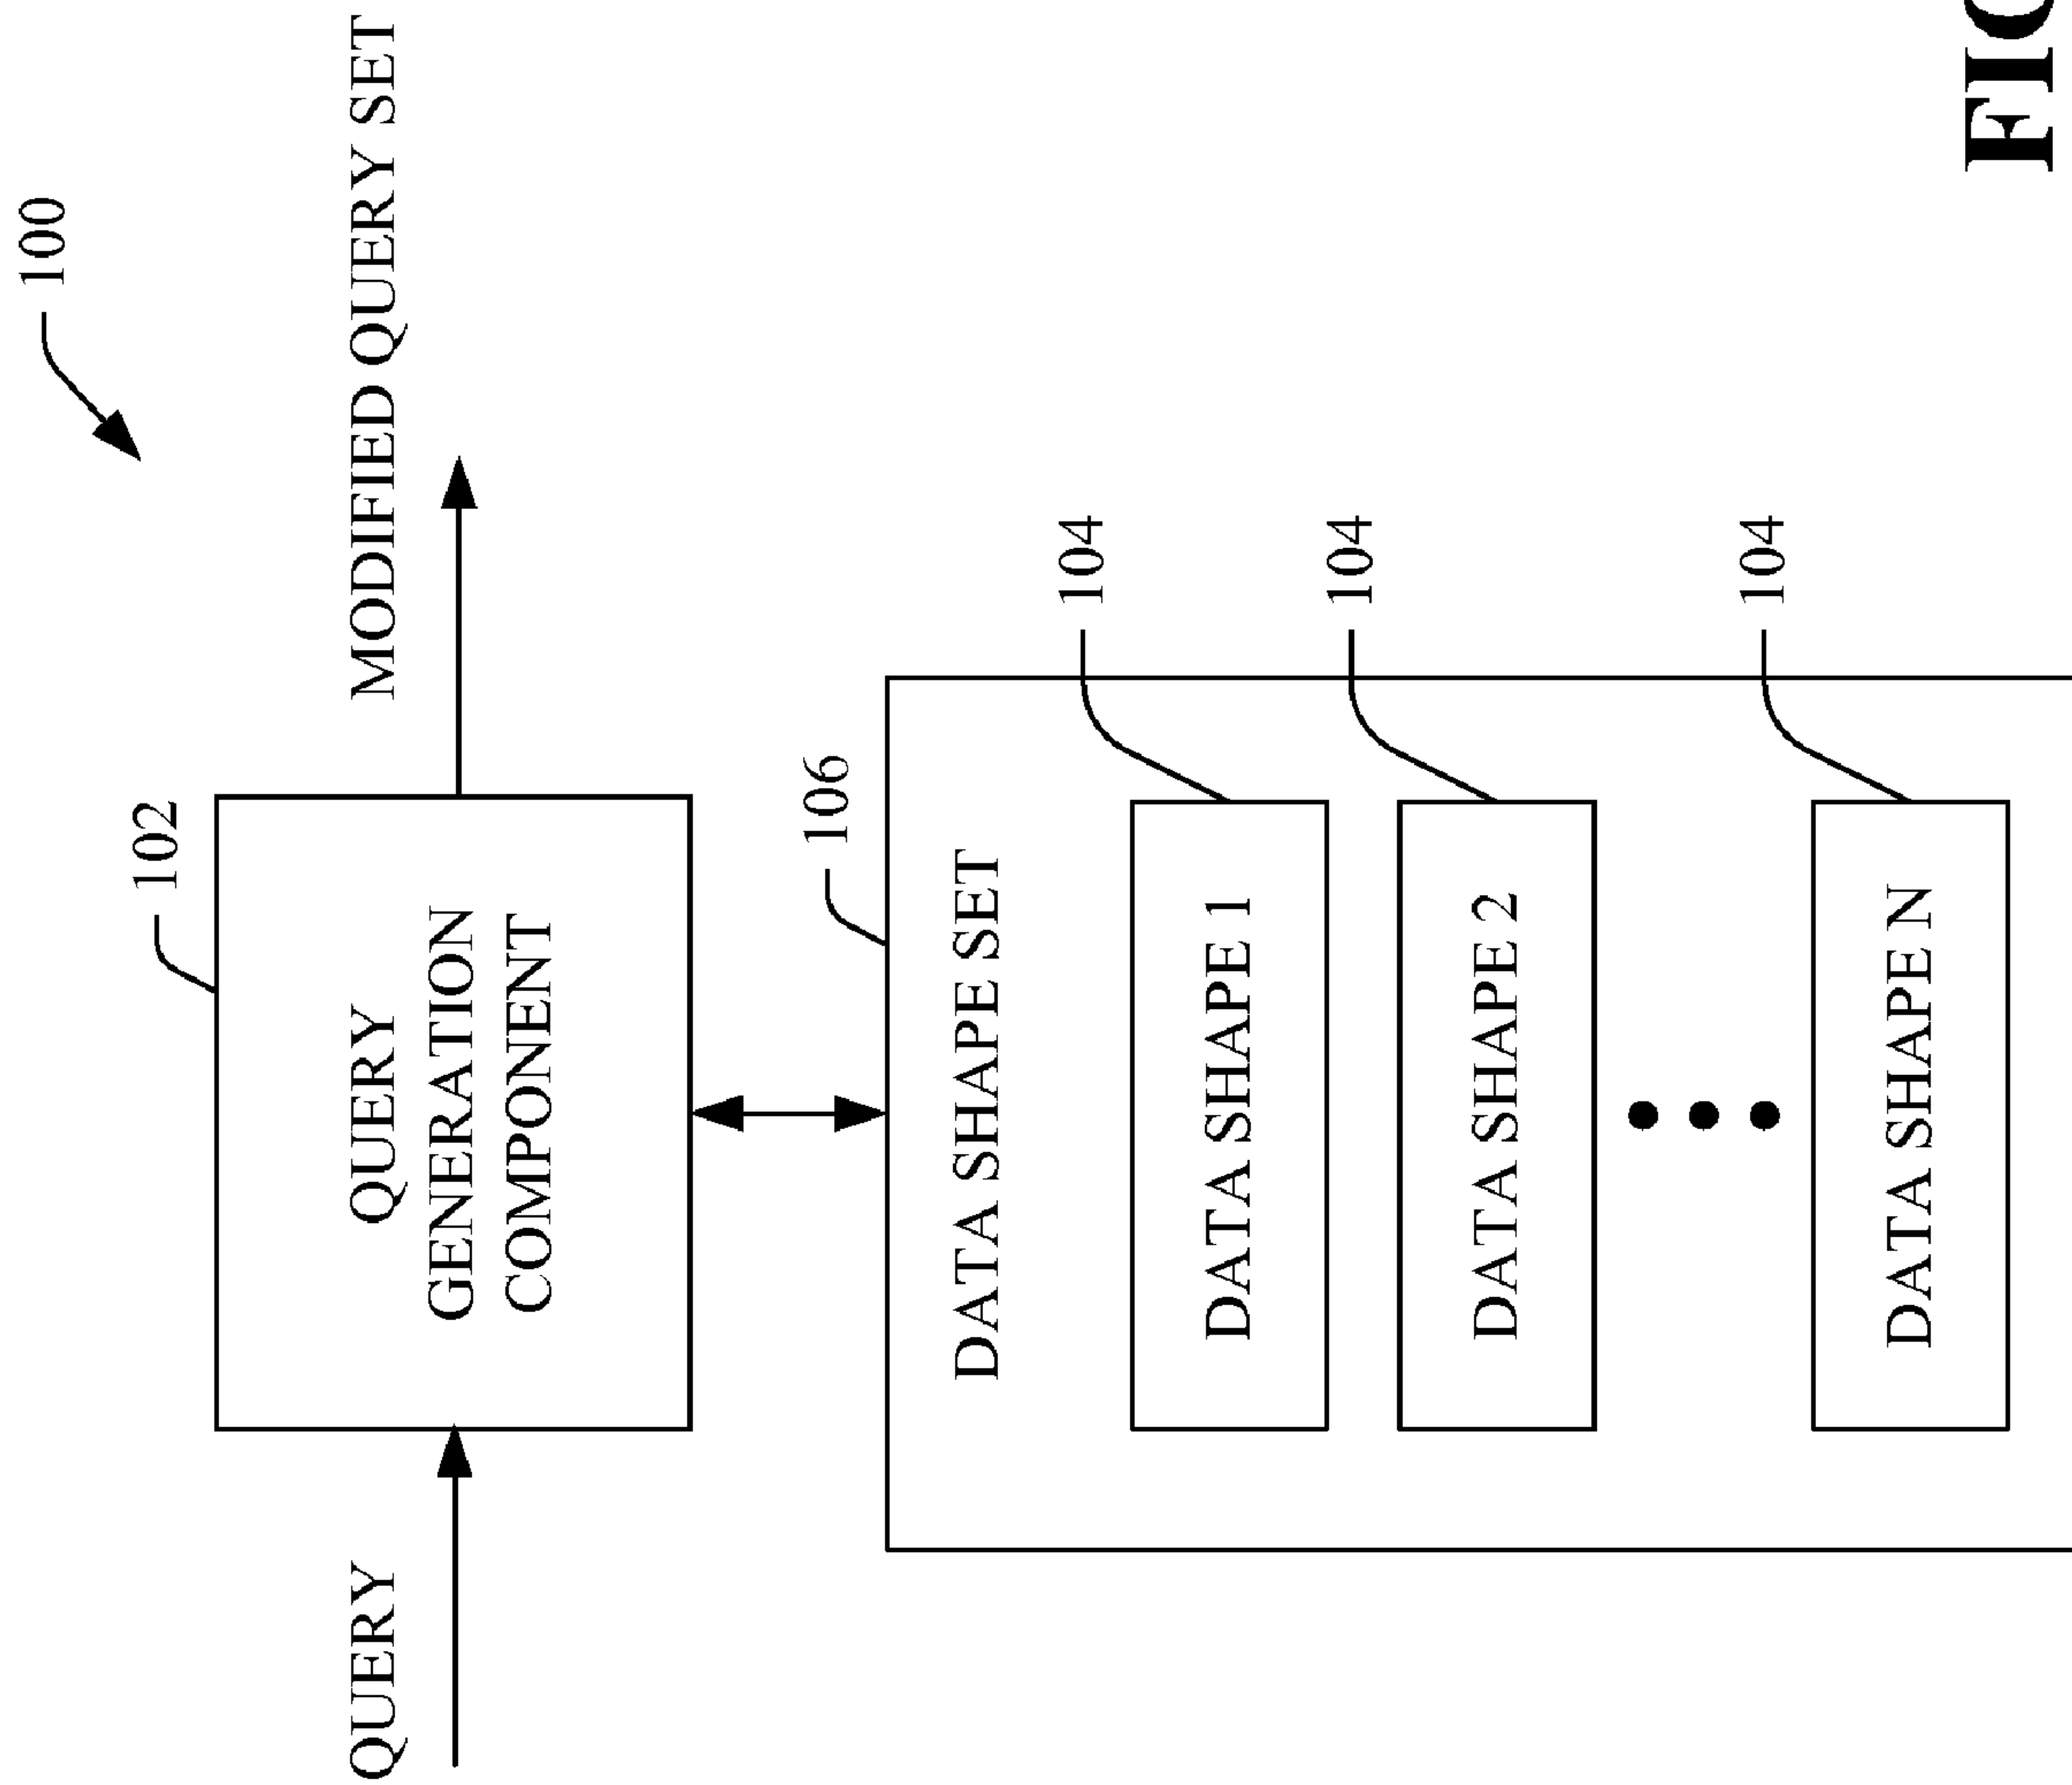 100
102
QUERY
MODIFIED QUERY SET
QUERY
GENERATION
COMPONENT
106
DATA SHAPE SET
104
DATA SHAPE 1
104
DATA SHAPE 2
104
DATA SHAPE N